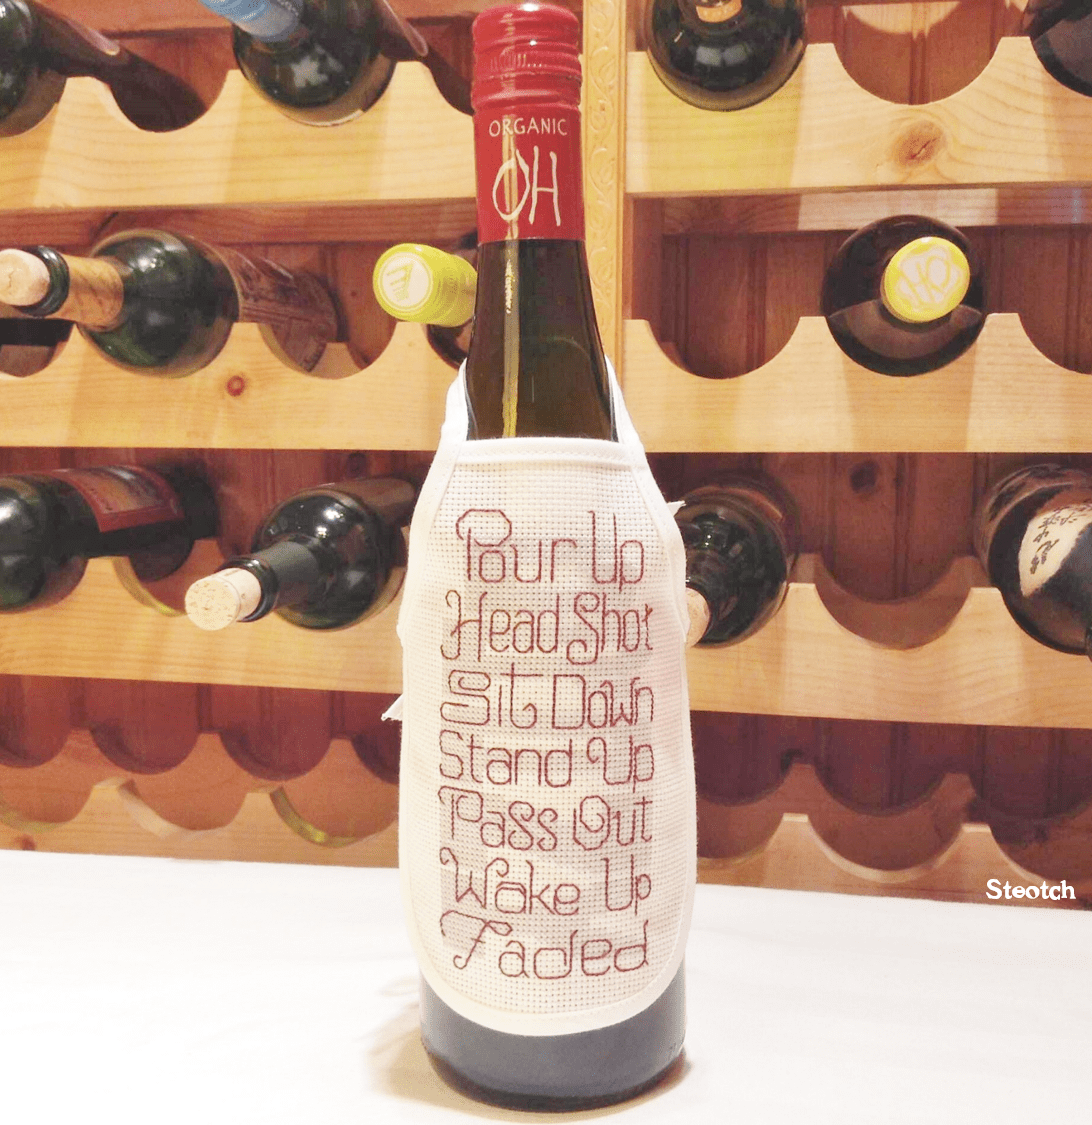 ORGANIC
OH
Pour Up
Head Shot
Sit Down
Stand Up
Pass Out
Wake Up
Faded
Steotch